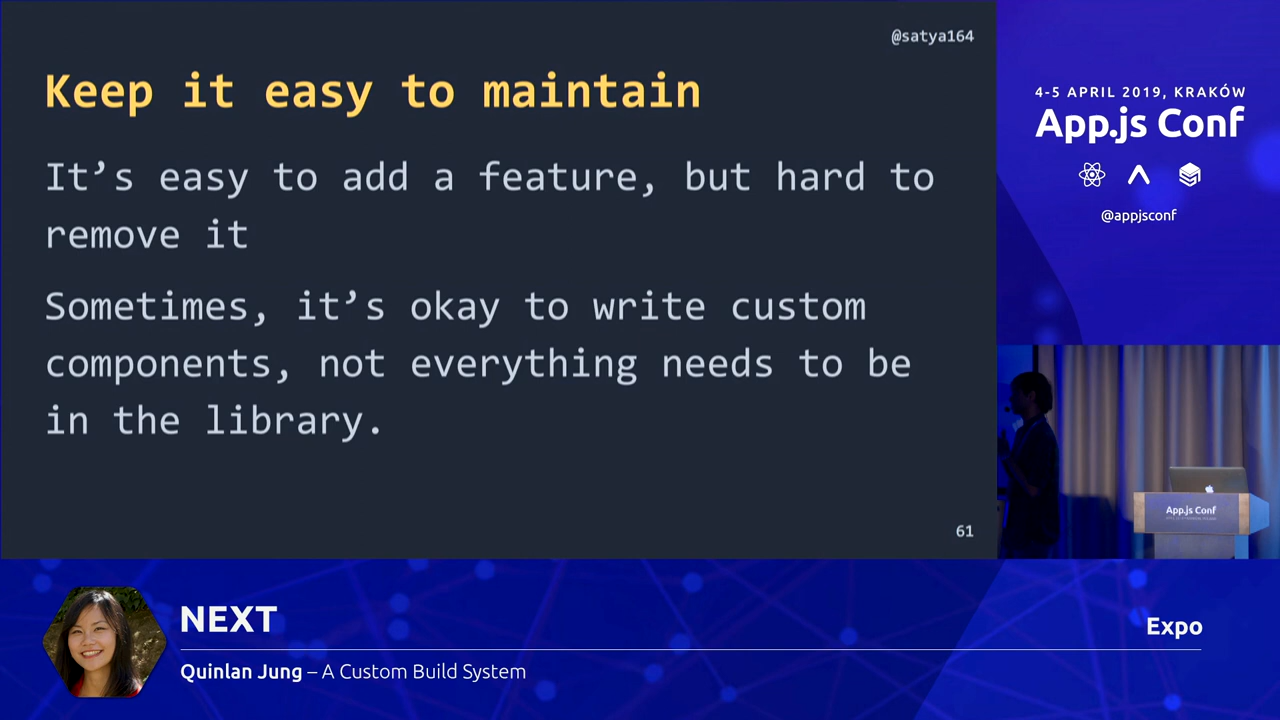 @satya164
Keep it easy to maintain
It’s easy to add a feature, but hard to
remove it
Sometimes, it’s okay to write custom
components, not everything needs to be
in the library.
61
4-5 APRIL 2019, KRAKÓW
App.js Conf
@appjsconf
App.js Conf
NEXT
Expo
Quinlan Jung – A Custom Build System